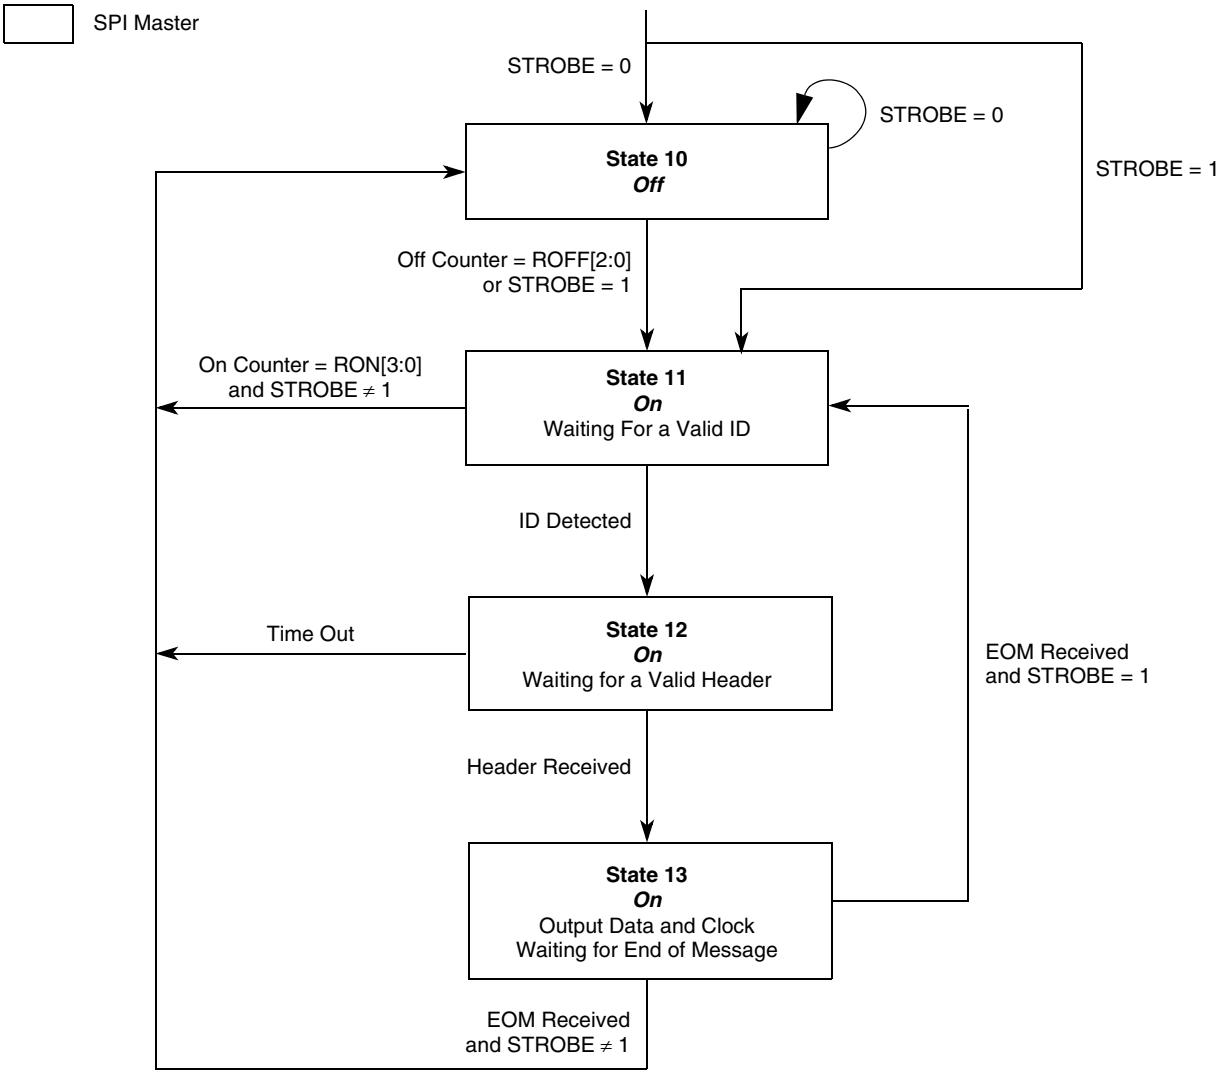 SPI Master
STROBE = 0
STROBE = 0
STROBE = 1
State 10
Off
Off Counter = ROFF[2:0]
or STROBE = 1
On Counter = RON[3:0]
and STROBE ≠ 1
State 11
On
Waiting For a Valid ID
ID Detected
Time Out
State 12
On
Waiting for a Valid Header
EOM Received
and STROBE = 1
Header Received
State 13
On
Output Data and Clock
Waiting for End of Message
EOM Received
and STROBE ≠ 1